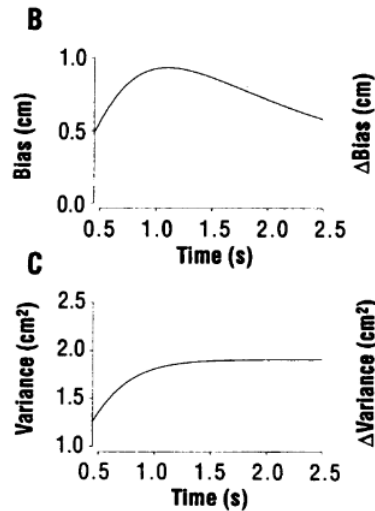 B
1.0
0.5
0.0
Bias (cm)
ΔBias (cm)
0.5 1.0 1.5 2.0 2.5
Time (s)
C
2.5
2.0
1.5
1.0
Variance (cm²)
ΔVariance (cm²)
0.5 1.0 1.5 2.0 2.5
Time (s)